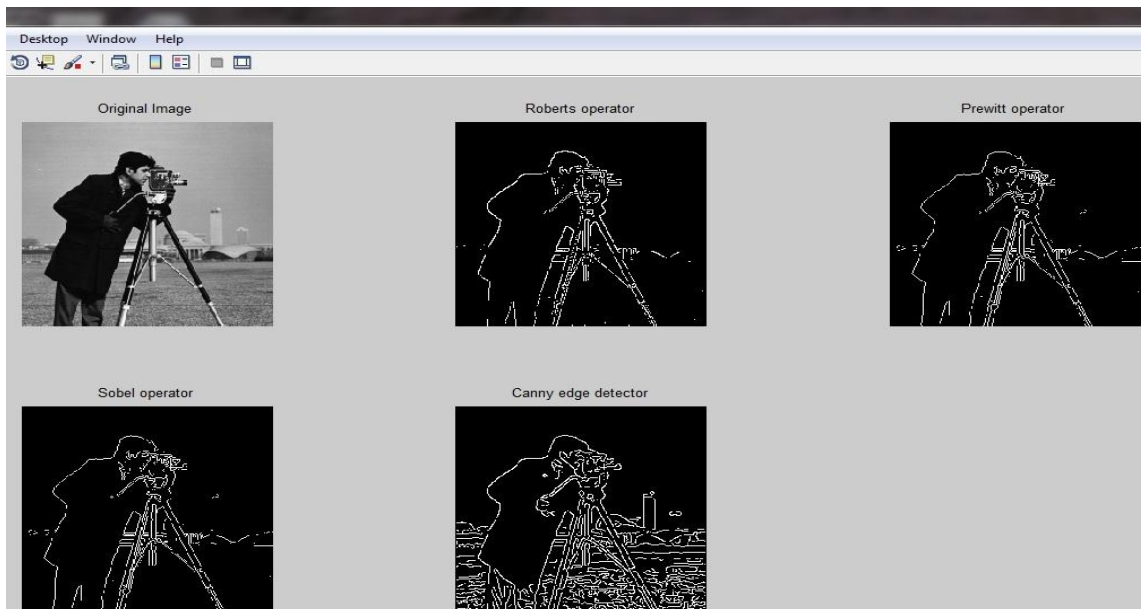 Desktop Window Help
Original Image
Roberts operator
Prewitt operator
Sobel operator
Canny edge detector